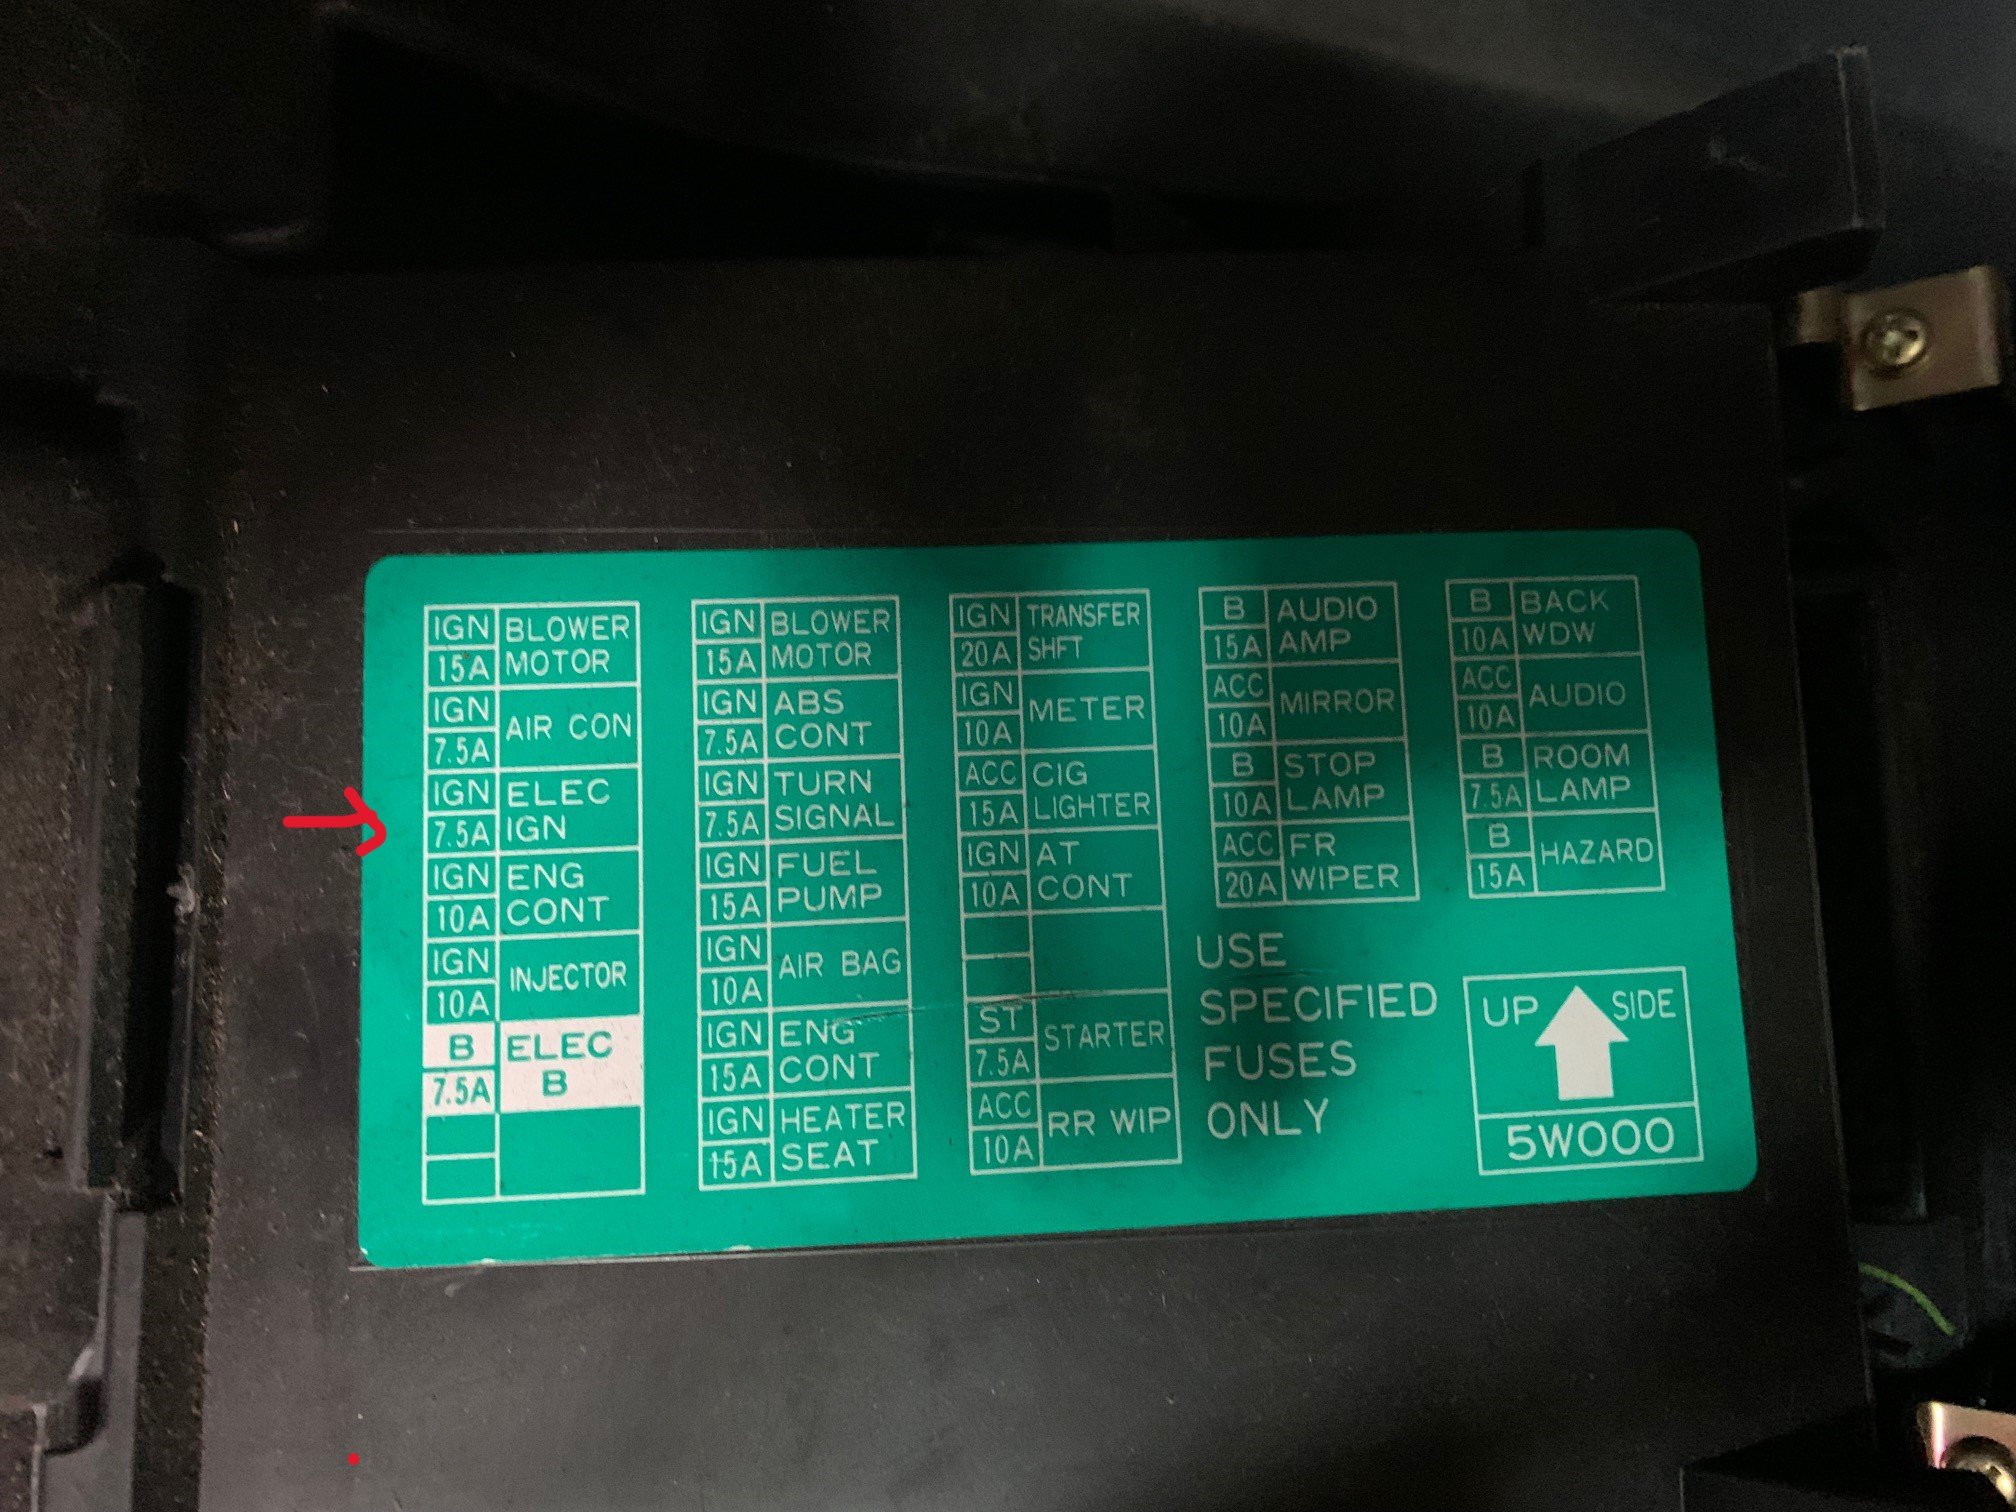 IGN BLOWER
15A MOTOR
IGN AIR CON
7.5A
IGN ELEC
7.5A IGN
IGN ENG
10A CONT
IGN INJECTOR
10A
B ELEC
7.5A B
IGN BLOWER
15A MOTOR
IGN ABS
7.5A CONT
IGN TURN
7.5A SIGNAL
IGN FUEL
15A PUMP
IGN AIR BAG
10A
IGN ENG
15A CONT
IGN HEATER
15A SEAT
IGN TRANSFER
20A SHFT
IGN METER
10A
ACC CIG
15A LIGHTER
IGN AT
10A CONT
ST STARTER
7.5A
ACC RR WIP
10A
B AUDIO
15A AMP
ACC MIRROR
10A
B STOP
10A LAMP
ACC FR
20A WIPER
B BACK
10A WDW
ACC AUDIO
10A
B ROOM
7.5A LAMP
B HAZARD
15A
USE
SPECIFIED
FUSES
ONLY
UP SIDE
5W000